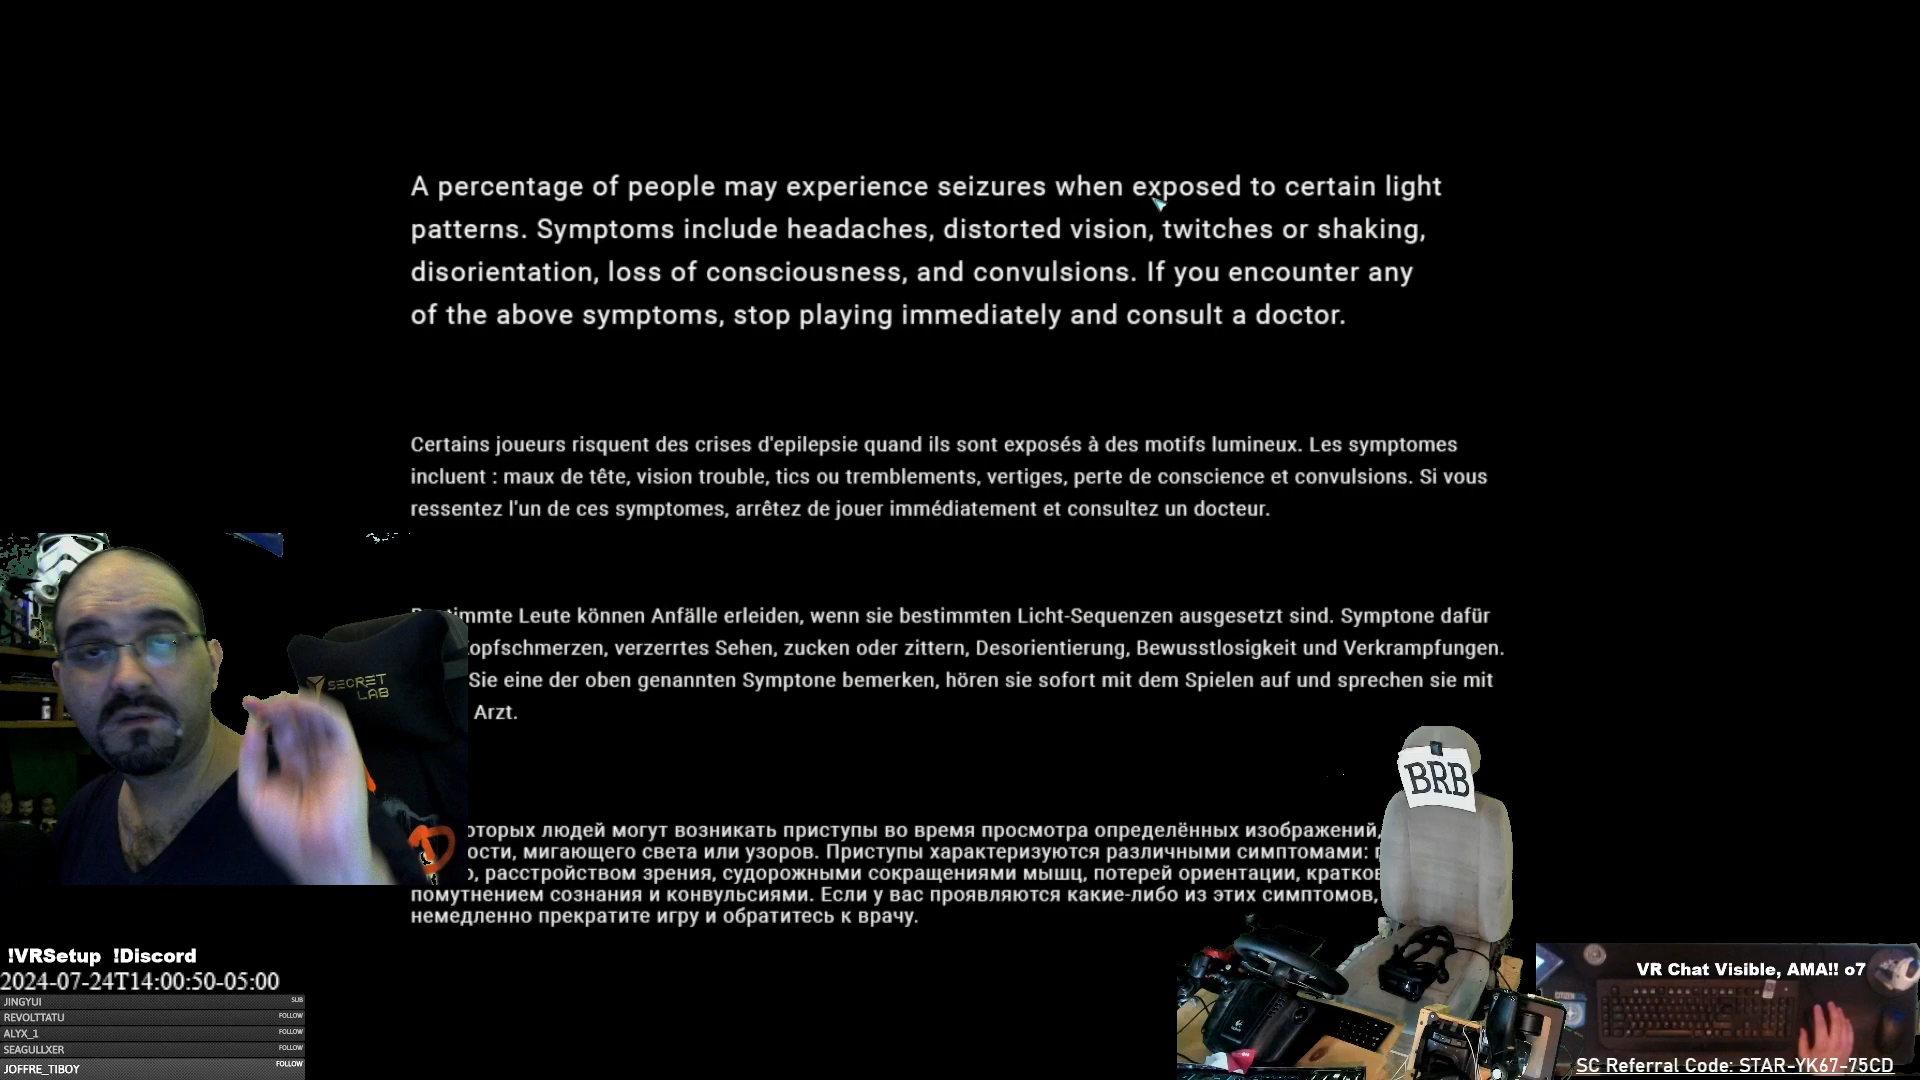 A percentage of people may experience seizures when exposed to certain light
patterns. Symptoms include headaches, distorted vision, twitches or shaking,
disorientation, loss of consciousness, and convulsions. If you encounter any
of the above symptoms, stop playing immediately and consult a doctor.
Certains joueurs risquent des crises d'epilepsie quand ils sont exposés à des motifs lumineux. Les symptomes
incluent : maux de tête, vision trouble, tics ou tremblements, vertiges, perte de conscience et convulsions. Si vous
ressentez l'un de ces symptomes, arrêtez de jouer immédiatement et consultez un docteur.
Leute können Anfälle erleiden, wenn sie bestimmten Licht-Sequenzen ausgesetzt sind. Symptone dafür
opfschmerzen, verzerrtes Sehen, zucken oder zittern, Desorientierung, Bewusstlosigkeit und Verkrampfungen.
Sie eine der oben genannten Symptone bemerken, hören sie sofort mit dem Spielen auf und sprechen sie mit
Arzt.
SECRET
LAB
BRB
оторых людей могут возникать приступы во время просмотра определённых изображений,
ости, мигающего света или узоров. Приступы характеризуются различными симптомами:
расстройством зрения, судорожными сокращениями мышц, потерей ориентации, кратков
помутнением сознания и конвульсиями. Если у вас проявляются какие-либо из этих симптомов,
немедленно прекратите игру и обратитесь к врачу.
!VRSetup !Discord
2024-07-24T14:00:50-05:00
JINGYUI SUB
REVOLTTATU FOLLOW
ALYX_1 FOLLOW
SEAGULLXER FOLLOW
JOFFRE_TIBOY FOLLOW
VR Chat Visible, AMA!! o7
CITIZEN
SC Referral Code: STAR-YK67-75CD